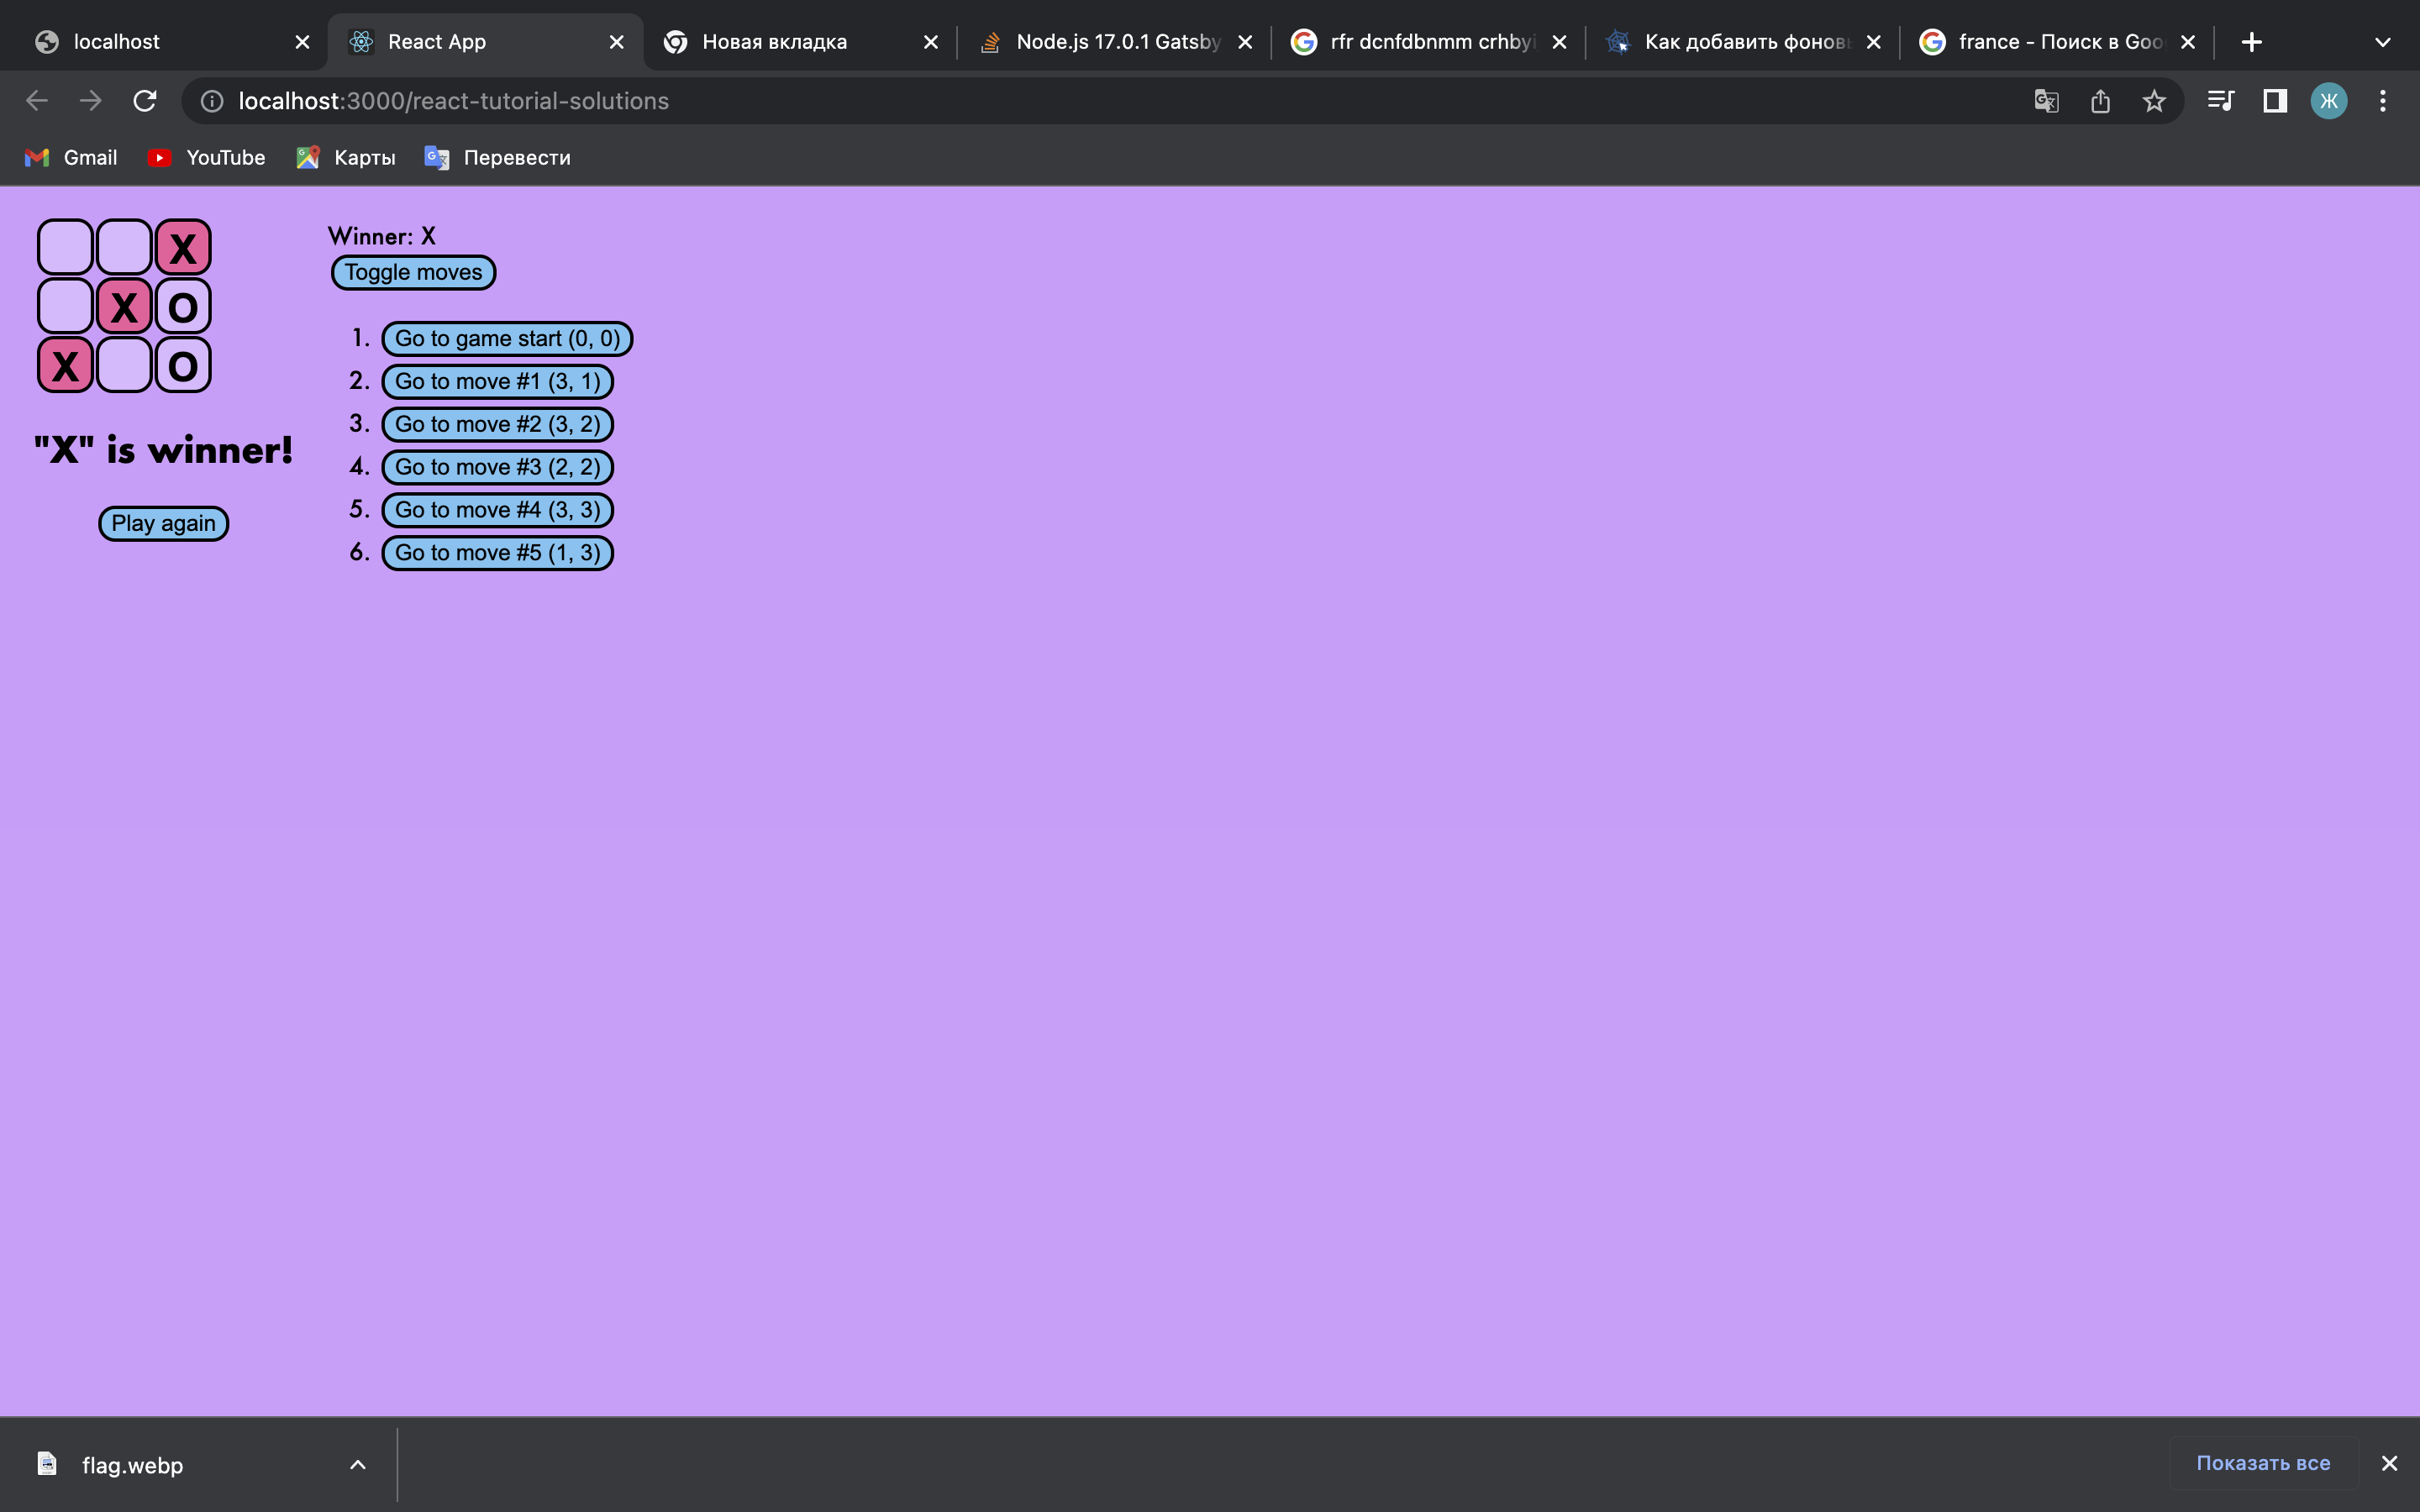 localhost
React App
Новая вкладка
Node.js 17.0.1 Gatsby
rfr dcnfdbnmm crhbyi
Как добавить фоновь
france - Поиск в Goo
localhost:3000/react-tutorial-solutions
Ж
Gmail
YouTube
Карты
Перевести
X
X O
X O
"X" is winner!
Play again
Winner: X
Toggle moves
1. Go to game start (0, 0)
2. Go to move #1 (3, 1)
3. Go to move #2 (3, 2)
4. Go to move #3 (2, 2)
5. Go to move #4 (3, 3)
6. Go to move #5 (1, 3)
flag.webp
Показать все